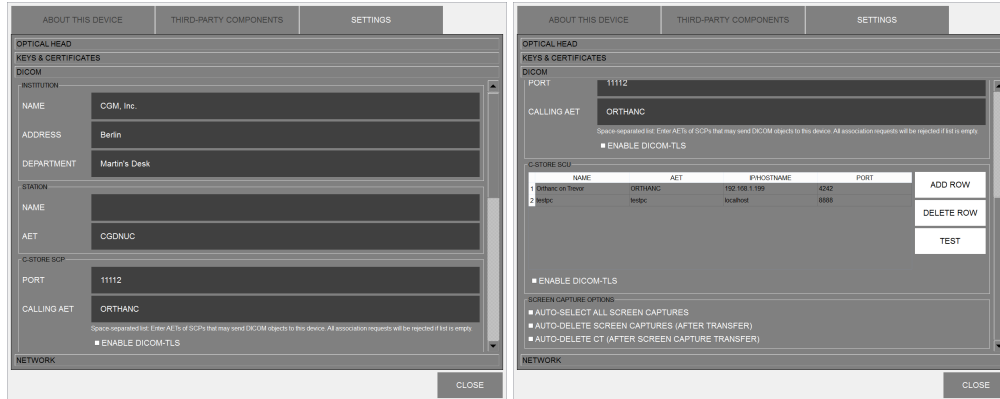 ABOUT THIS DEVICE THIRD-PARTY COMPONENTS SETTINGS
OPTICAL HEAD
KEYS & CERTIFICATES
DICOM
INSTITUTION
NAME CGM, Inc.
ADDRESS Berlin
DEPARTMENT Martin's Desk
STATION
NAME
AET CGDNUC
C-STORE SCP
PORT 11112
CALLING AET ORTHANC
Space-separated list: Enter AETs of SCPs that may send DICOM objects to this device. All association requests will be rejected if list is empty.
ENABLE DICOM-TLS
NETWORK
CLOSE
ABOUT THIS DEVICE THIRD-PARTY COMPONENTS SETTINGS
OPTICAL HEAD
KEYS & CERTIFICATES
DICOM
PORT 11112
CALLING AET ORTHANC
Space-separated list: Enter AETs of SCPs that may send DICOM objects to this device. All association requests will be rejected if list is empty.
ENABLE DICOM-TLS
C-STORE SCU
NAME AET IP/HOSTNAME PORT
1 Orthanc on Trevor ORTHANC 192.168.1.199 4242
2 testpc testpc localhost 8888
ADD ROW
DELETE ROW
TEST
ENABLE DICOM-TLS
SCREEN CAPTURE OPTIONS
AUTO-SELECT ALL SCREEN CAPTURES
AUTO-DELETE SCREEN CAPTURES (AFTER TRANSFER)
AUTO-DELETE CT (AFTER SCREEN CAPTURE TRANSFER)
NETWORK
CLOSE